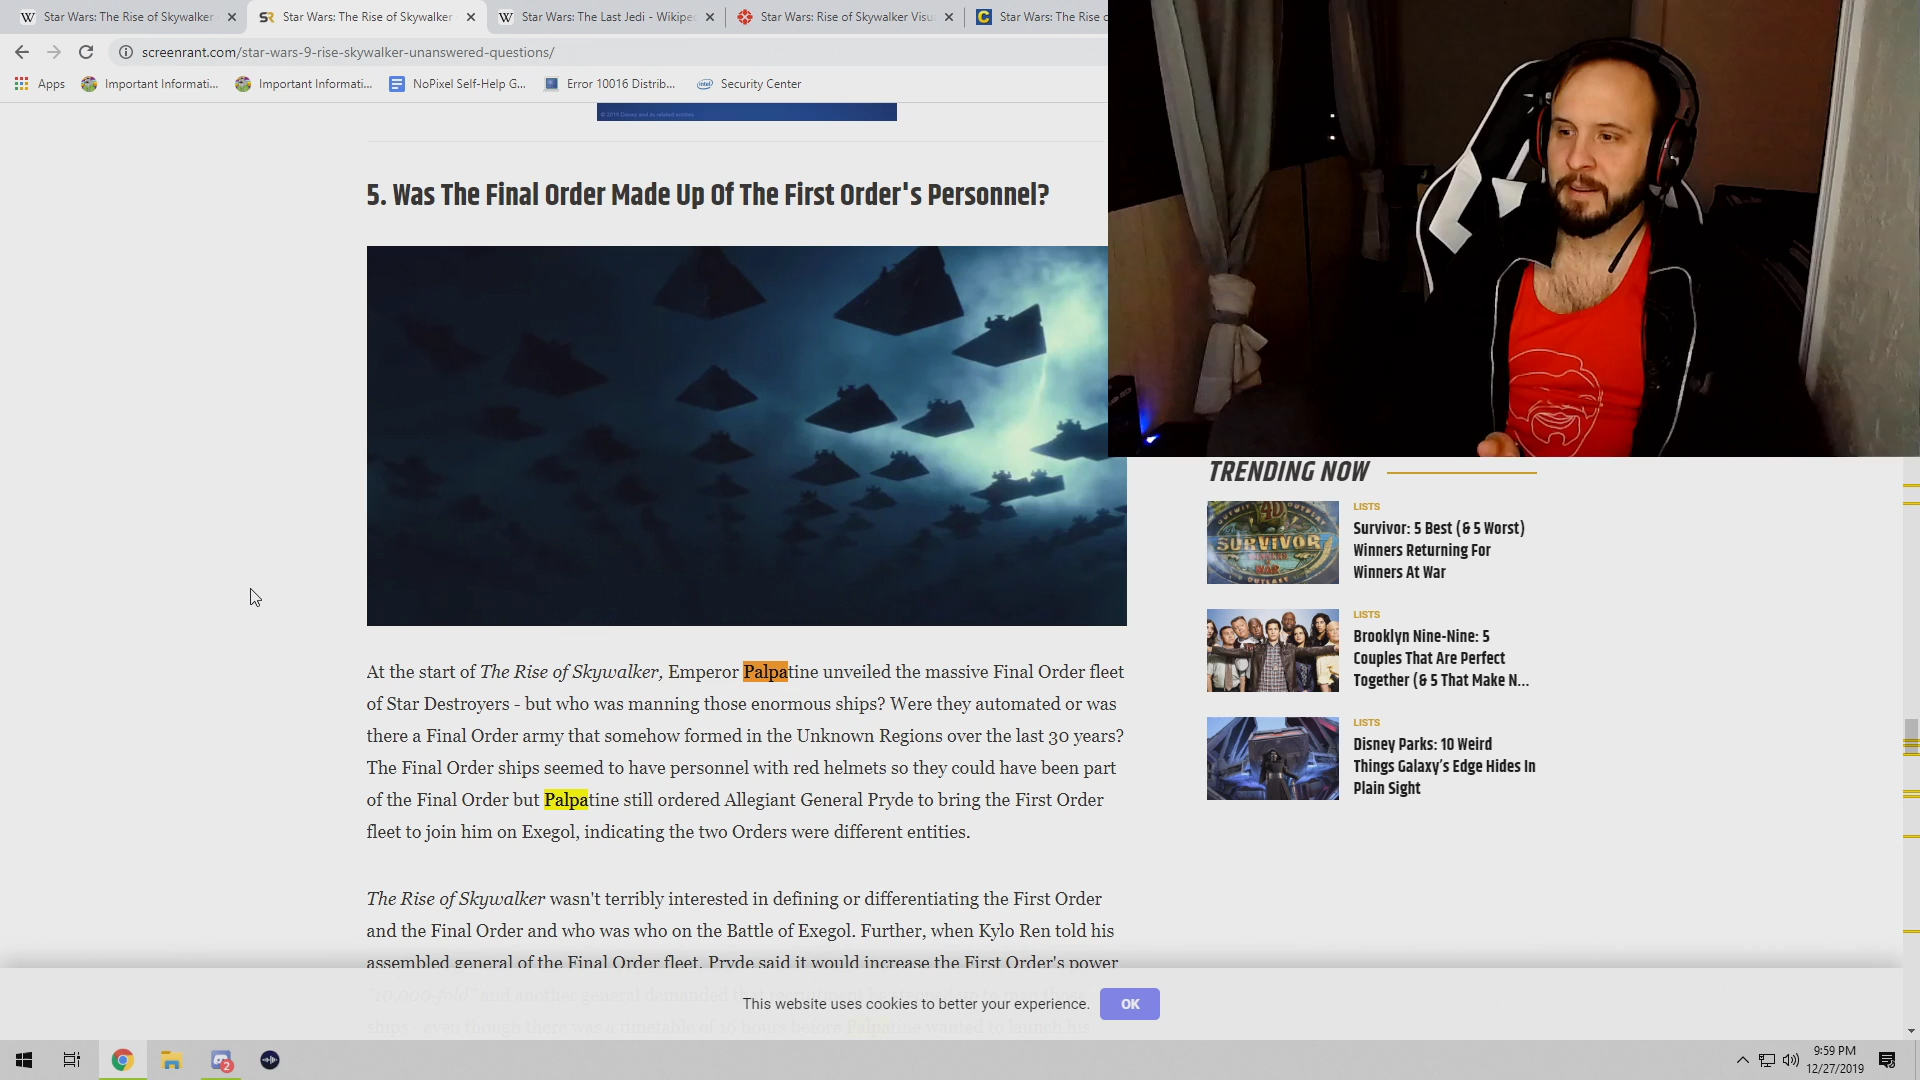 Star Wars: The Rise of Skywalker
Star Wars: The Rise of Skywalker
Star Wars: The Last Jedi - Wikipe
Star Wars: Rise of Skywalker Visu
Star Wars: The Rise o
screenrant.com/star-wars-9-rise-skywalker-unanswered-questions/
Apps
Important Informati...
Important Informati...
NoPixel Self-Help G...
Error 10016 Distrib...
Security Center
© 2019 Disney and its related entities
5. Was The Final Order Made Up Of The First Order's Personnel?
At the start of The Rise of Skywalker, Emperor Palpatine unveiled the massive Final Order fleet
of Star Destroyers - but who was manning those enormous ships? Were they automated or was
there a Final Order army that somehow formed in the Unknown Regions over the last 30 years?
The Final Order ships seemed to have personnel with red helmets so they could have been part
of the Final Order but Palpatine still ordered Allegiant General Pryde to bring the First Order
fleet to join him on Exegol, indicating the two Orders were different entities.
The Rise of Skywalker wasn't terribly interested in defining or differentiating the First Order
and the Final Order and who was who on the Battle of Exegol. Further, when Kylo Ren told his
assembled general of the Final Order fleet, Pryde said it would increase the First Order's power
"10,000-fold" and another general demanded
ships - even though there was a timetable of 16 hours before Palpatine wanted to launch his
This website uses cookies to better your experience.
OK
TRENDING NOW
40
SURVIVOR
LISTS
Survivor: 5 Best (& 5 Worst)
Winners Returning For
Winners At War
LISTS
Brooklyn Nine-Nine: 5
Couples That Are Perfect
Together (& 5 That Make N...
LISTS
Disney Parks: 10 Weird
Things Galaxy's Edge Hides In
Plain Sight
2
9:59 PM
12/27/2019